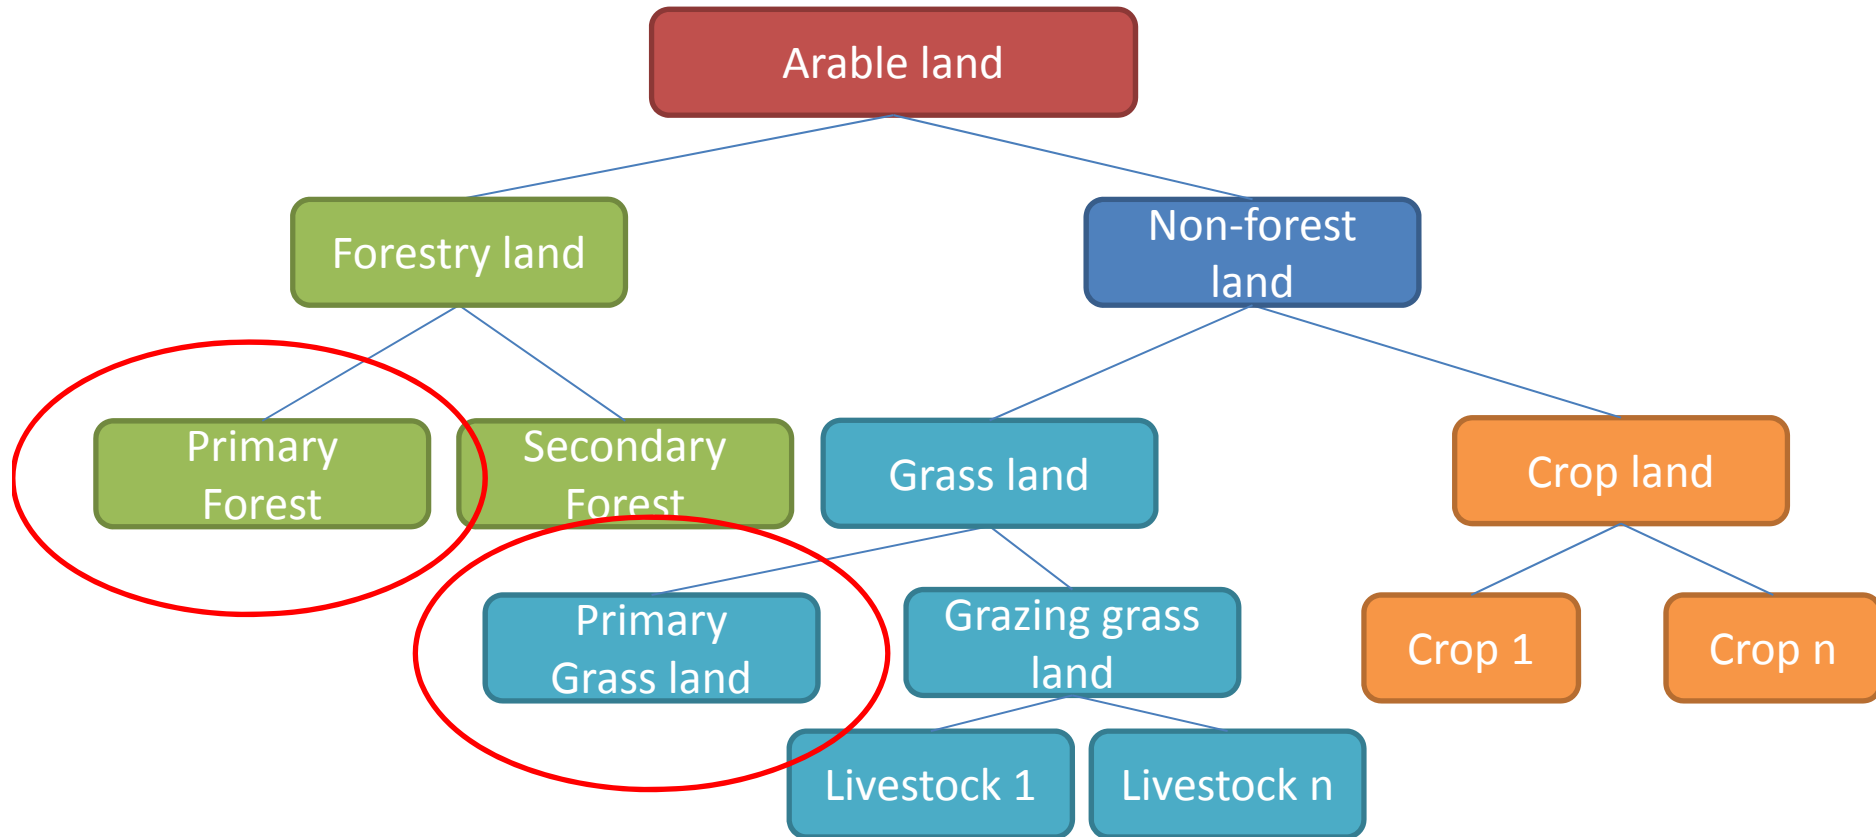 Arable land
Forestry land
Non-forest
land
Primary
Forest
Secondary
Forest
Grass land
Crop land
Primary
Grass land
Grazing grass
land
Crop 1
Crop n
Livestock 1
Livestock n